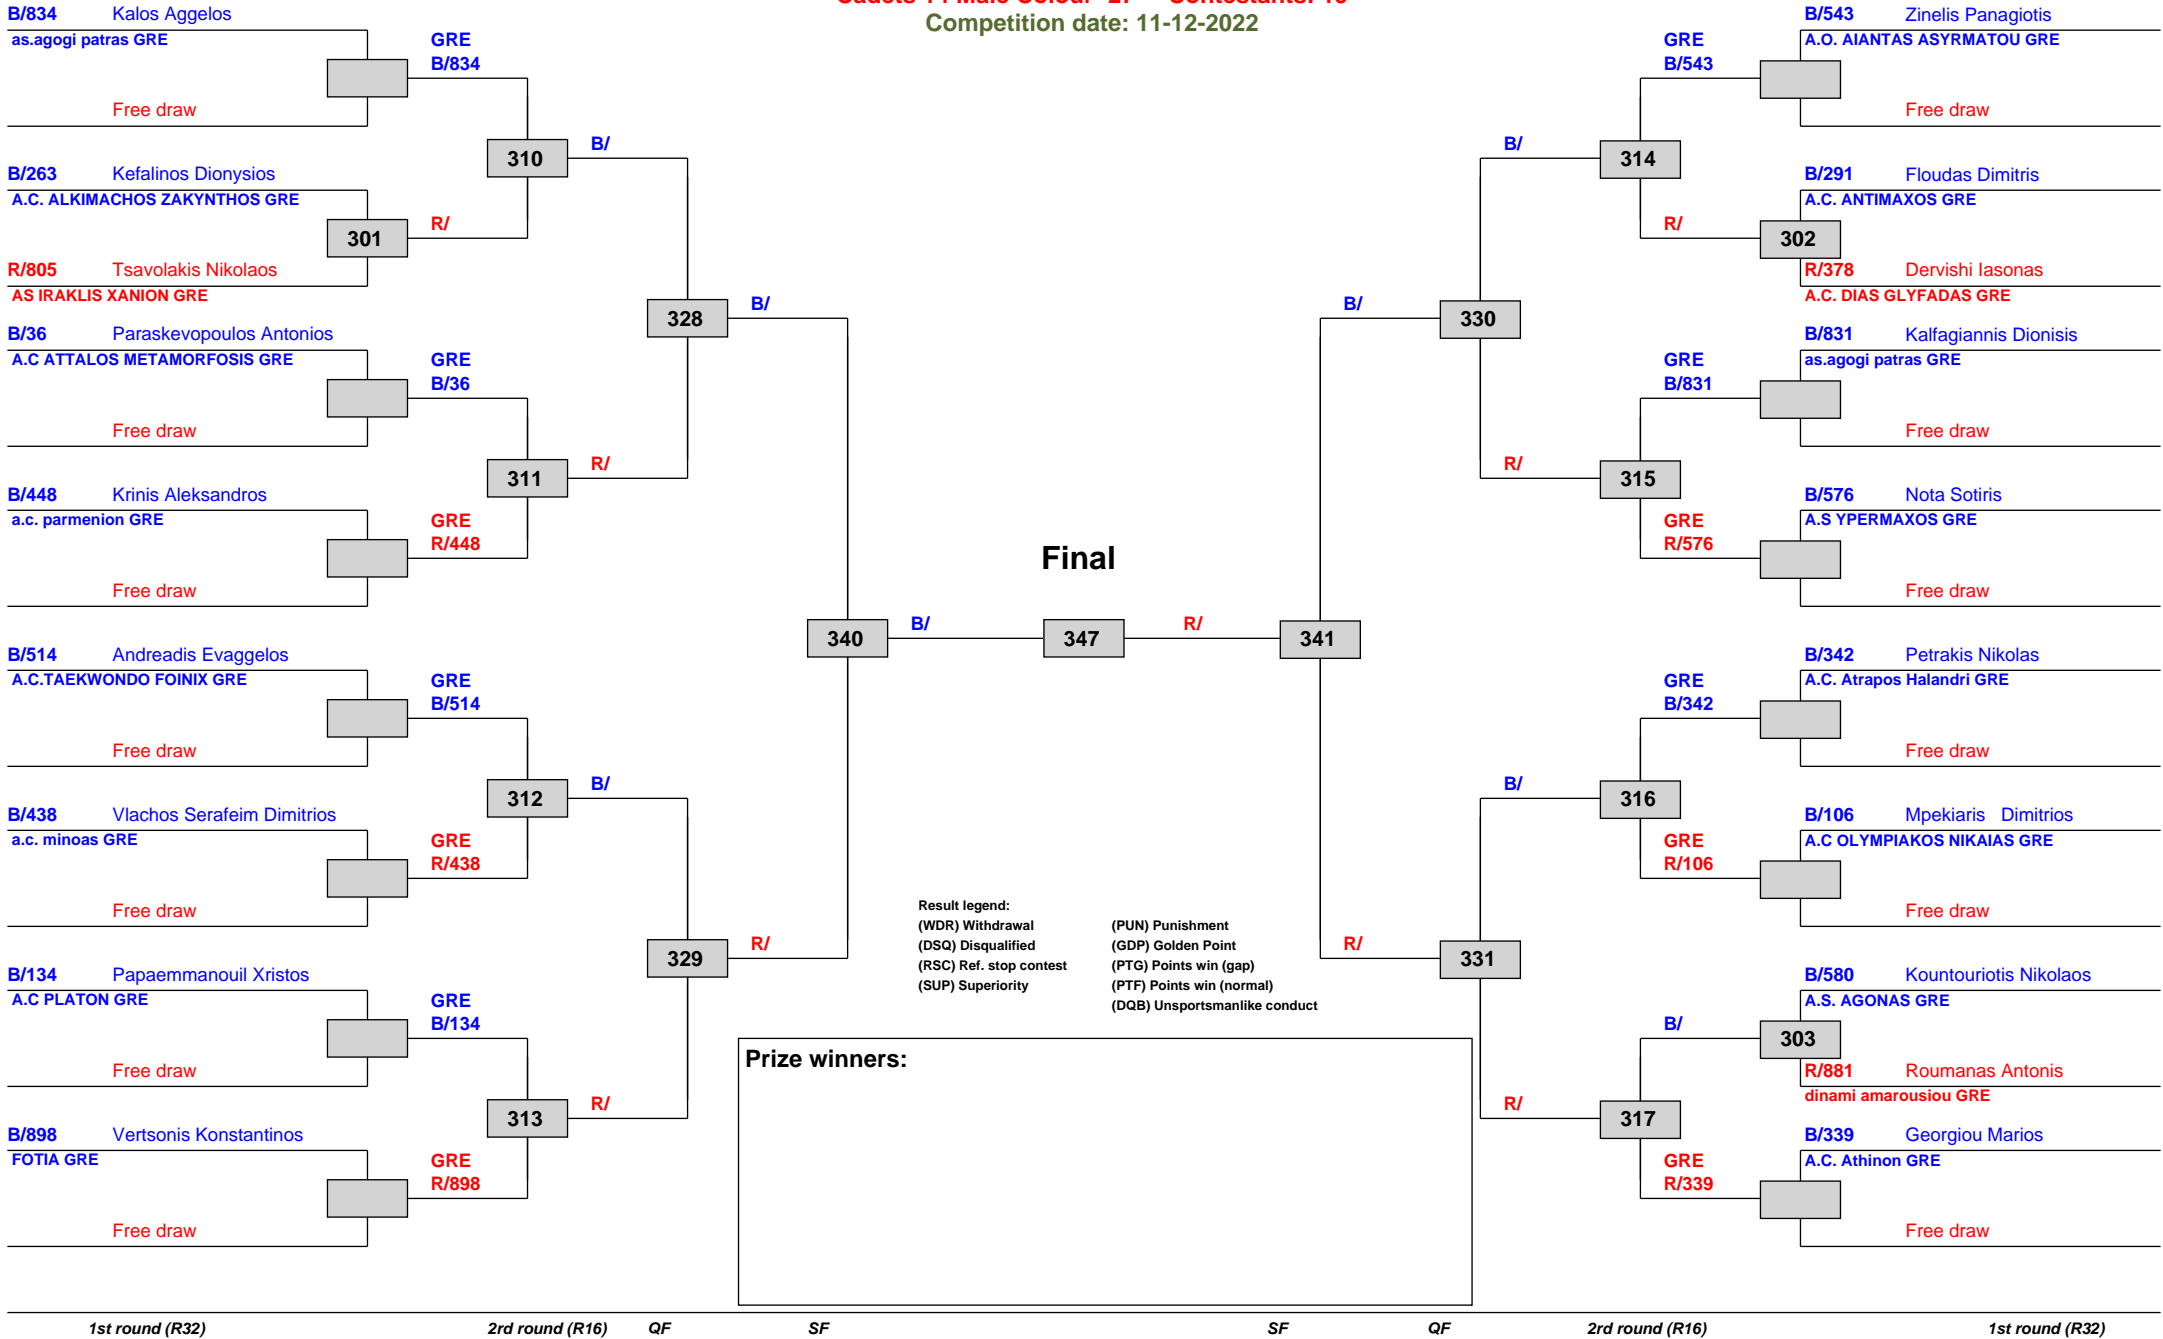 Cadets 14 Male Colour -27 Contestants: 19
Competition date: 11-12-2022
B/834 Kalos Aggelos
as.agogi patras GRE
Free draw
GRE
B/834
B/263 Kefalinos Dionysios
A.C. ALKIMACHOS ZAKYNTHOS GRE
301
R/
R/805 Tsavolakis Nikolaos
AS IRAKLIS XANION GRE
310
B/
B/36 Paraskevopoulos Antonios
A.C ATTALOS METAMORFOSIS GRE
Free draw
GRE
B/36
B/448 Krinis Aleksandros
a.c. parmenion GRE
Free draw
GRE
R/448
311
R/
328
B/
B/514 Andreadis Evaggelos
A.C.TAEKWONDO FOINIX GRE
Free draw
GRE
B/514
B/438 Vlachos Serafeim Dimitrios
a.c. minoas GRE
Free draw
GRE
R/438
312
B/
B/134 Papaemmanouil Xristos
A.C PLATON GRE
Free draw
GRE
B/134
B/898 Vertsonis Konstantinos
FOTIA GRE
Free draw
GRE
R/898
313
R/
329
R/
340
B/
Final
347
R/
341
B/
330
B/
314
GRE
B/543
B/543 Zinelis Panagiotis
A.O. AIANTAS ASYRMATOU GRE
Free draw
R/
302
B/291 Floudas Dimitris
A.C. ANTIMAXOS GRE
R/378 Dervishi Iasonas
A.C. DIAS GLYFADAS GRE
R/
315
GRE
B/831
B/831 Kalfagiannis Dionisis
as.agogi patras GRE
Free draw
GRE
R/576
B/576 Nota Sotiris
A.S YPERMAXOS GRE
Free draw
R/
331
B/
316
GRE
B/342
B/342 Petrakis Nikolas
A.C. Atrapos Halandri GRE
Free draw
GRE
R/106
B/106 Mpekiaris Dimitrios
A.C OLYMPIAKOS NIKAIAS GRE
Free draw
R/
317
B/
303
B/580 Kountouriotis Nikolaos
A.S. AGONAS GRE
R/881 Roumanas Antonis
dinami amarousiou GRE
GRE
R/339
B/339 Georgiou Marios
A.C. Athinon GRE
Free draw
Result legend:
(WDR) Withdrawal (PUN) Punishment
(DSQ) Disqualified (GDP) Golden Point
(RSC) Ref. stop contest (PTG) Points win (gap)
(SUP) Superiority (PTF) Points win (normal)
(DQB) Unsportsmanlike conduct
Prize winners:
1st round (R32) 2rd round (R16) QF SF SF QF 2rd round (R16) 1st round (R32)